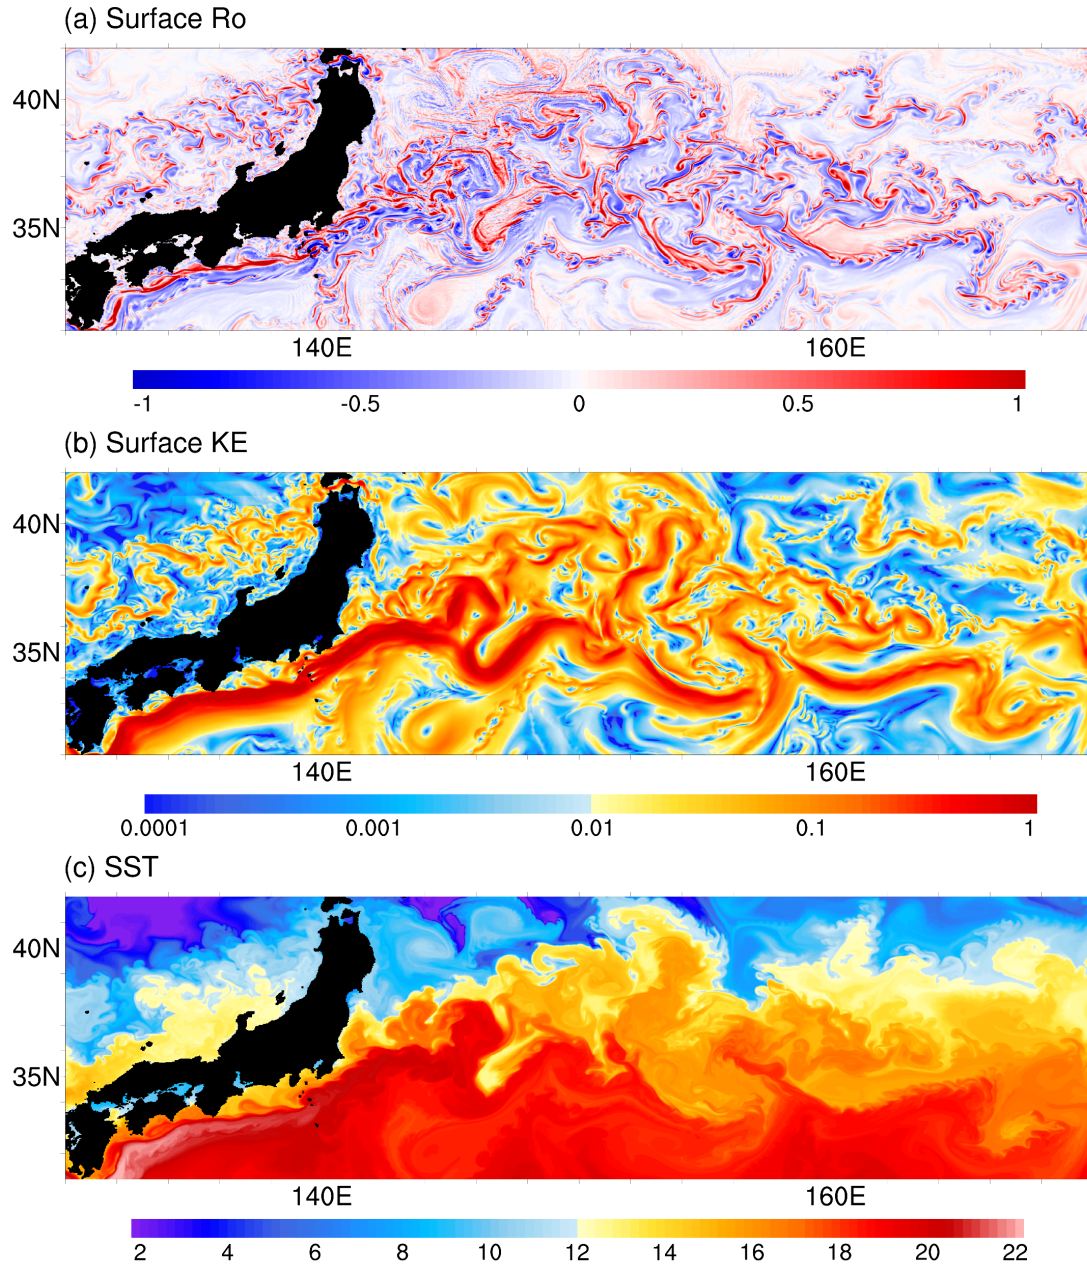 (a) Surface Ro
40N
35N
140E 160E
-1 -0.5 0 0.5 1
(b) Surface KE
40N
35N
140E 160E
0.0001 0.001 0.01 0.1 1
(c) SST
40N
35N
140E 160E
2 4 6 8 10 12 14 16 18 20 22